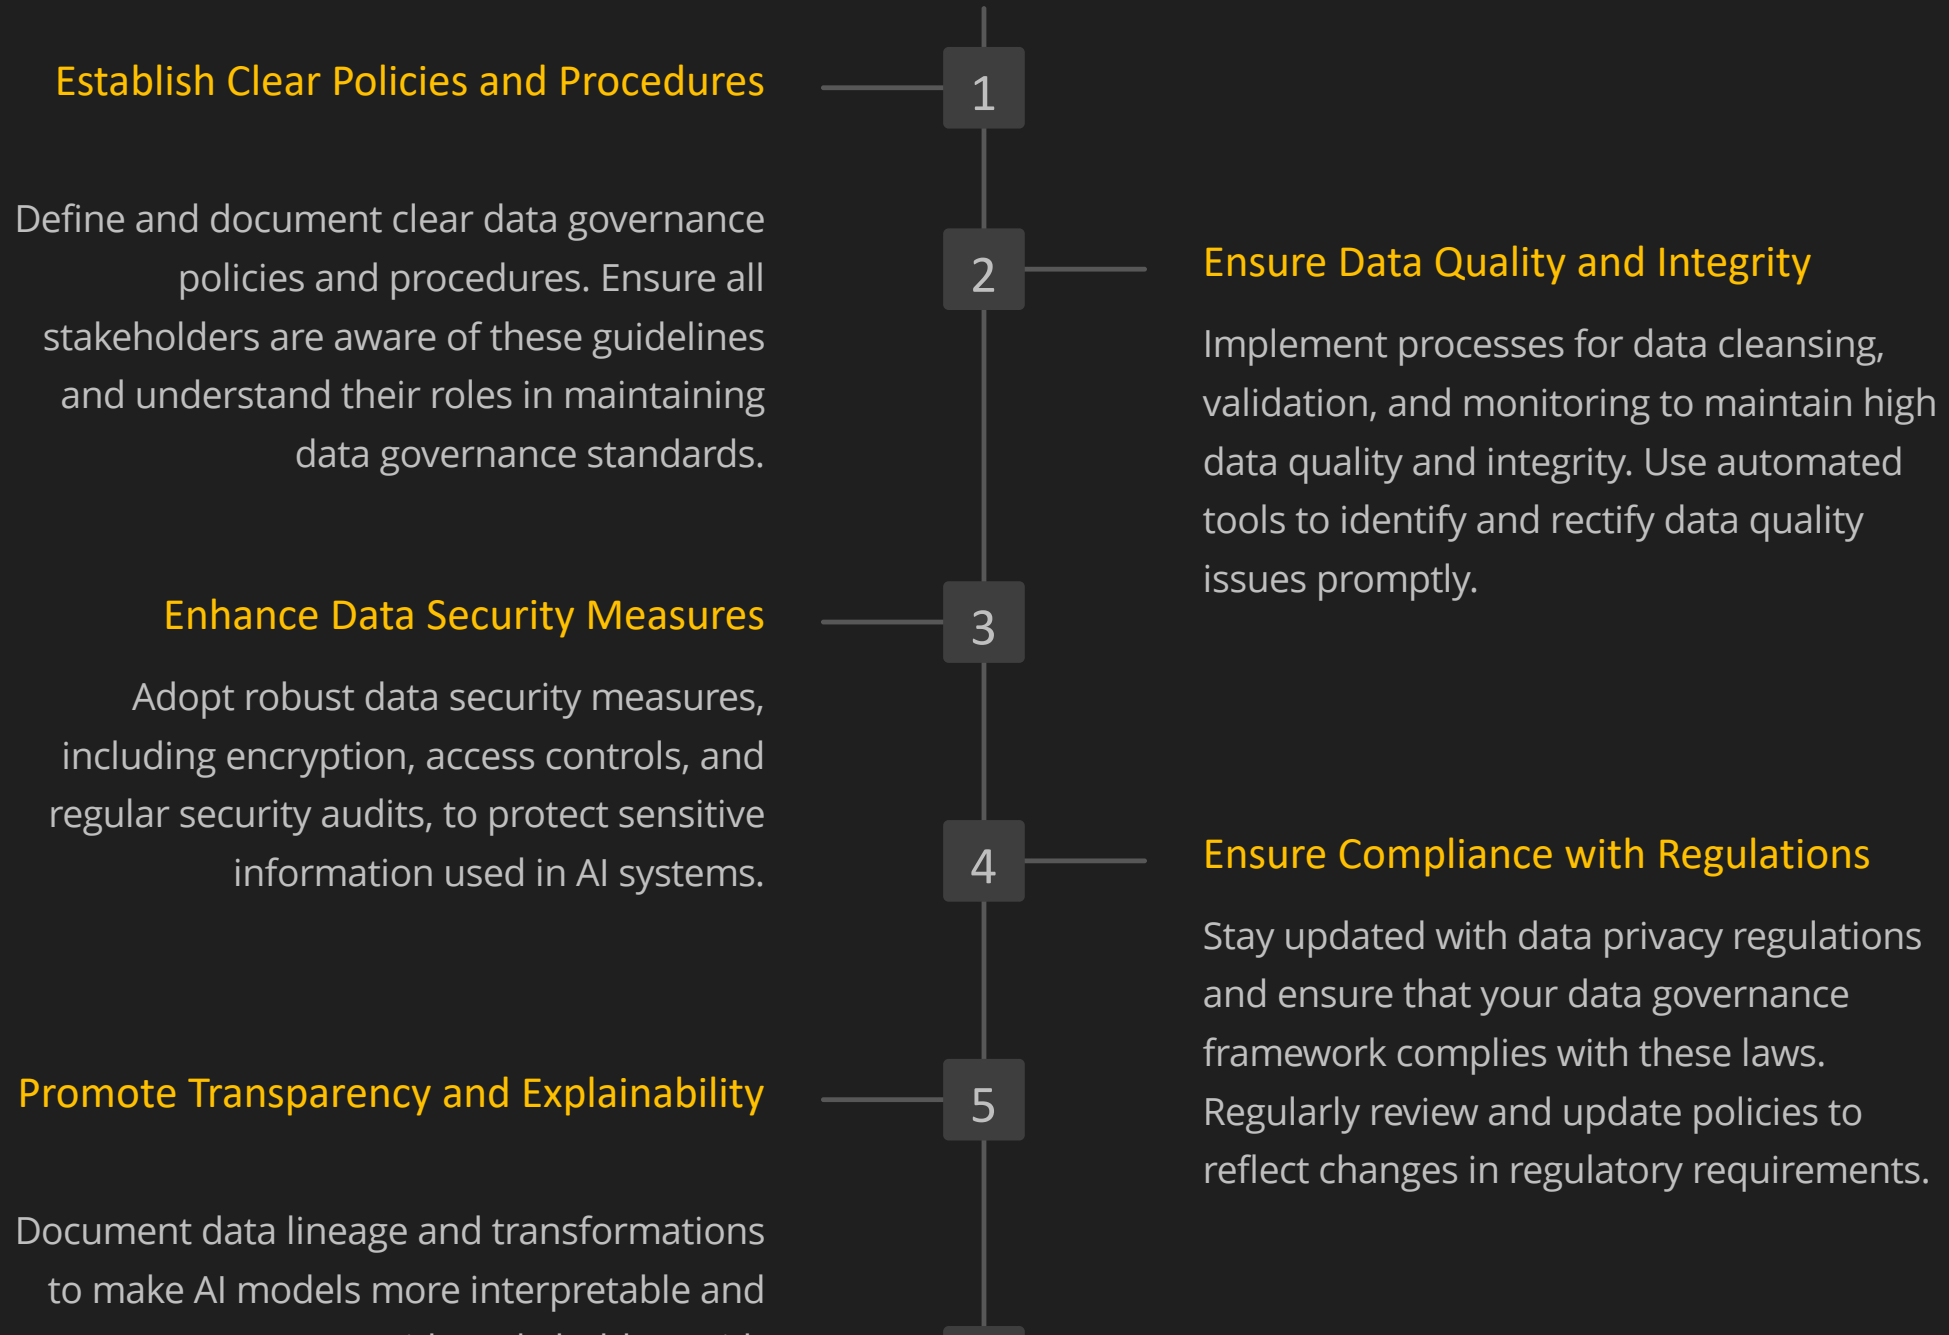 1
Establish Clear Policies and Procedures
Define and document clear data governance
policies and procedures. Ensure all
stakeholders are aware of these guidelines
and understand their roles in maintaining
data governance standards.
2
Ensure Data Quality and Integrity
Implement processes for data cleansing,
validation, and monitoring to maintain high
data quality and integrity. Use automated
tools to identify and rectify data quality
issues promptly.
3
Enhance Data Security Measures
Adopt robust data security measures,
including encryption, access controls, and
regular security audits, to protect sensitive
information used in AI systems.
4
Ensure Compliance with Regulations
Stay updated with data privacy regulations
and ensure that your data governance
framework complies with these laws.
Regularly review and update policies to
reflect changes in regulatory requirements.
5
Promote Transparency and Explainability
Document data lineage and transformations
to make AI models more interpretable and